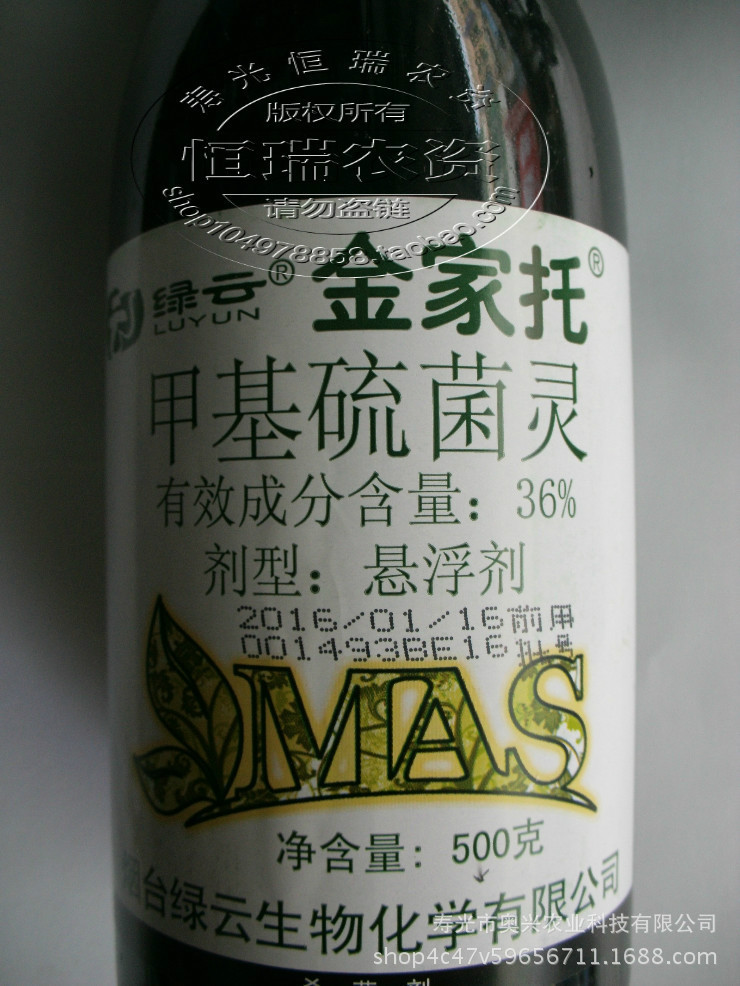 寿光恒瑞农资
版权所有
恒瑞农资
请勿盗链
shop104978858.taobao.com
绿云® 金家托®
LUYUN
甲基硫菌灵
有效成分含量：36%
剂型：悬浮剂
2016/01/16前用
001493BE16批号
MAS
净含量：500克
烟台绿云生物化学有限公司
寿光市奥兴农业科技有限公司
shop4c47v59656711.1688.com
杀菌剂